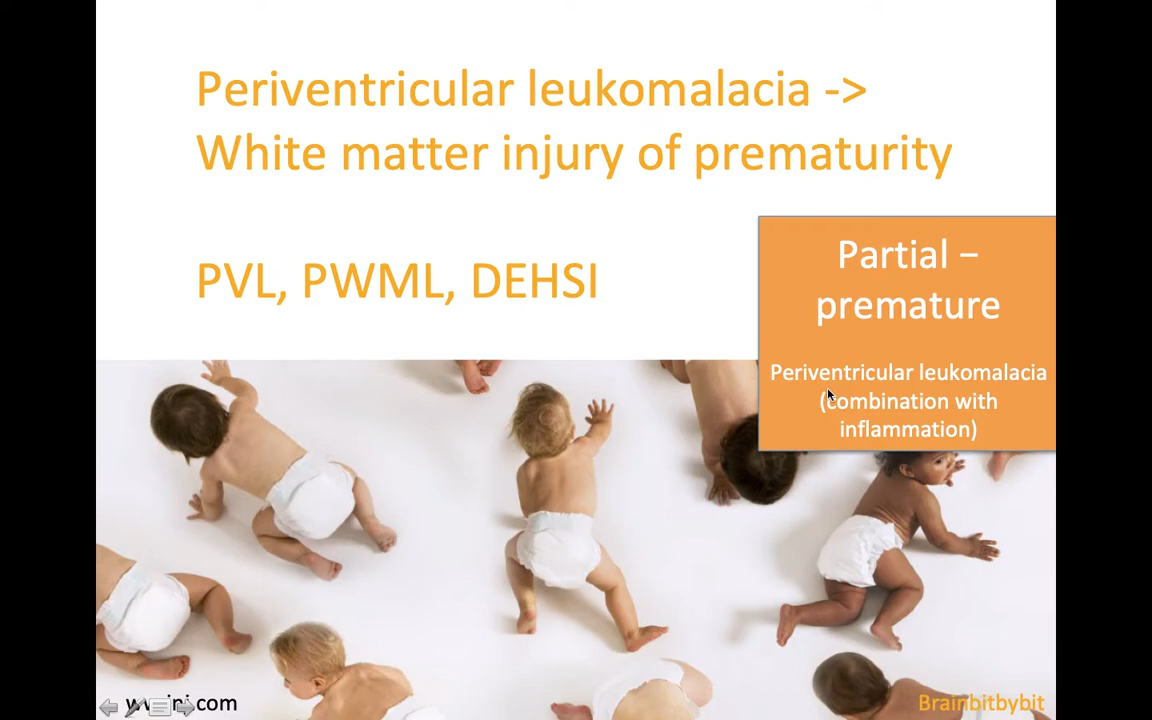 Periventricular leukomalacia ->
White matter injury of prematurity
PVL, PWML, DEHSI
Partial –
premature
Periventricular leukomalacia
(combination with
inflammation)
Brainbitbybit